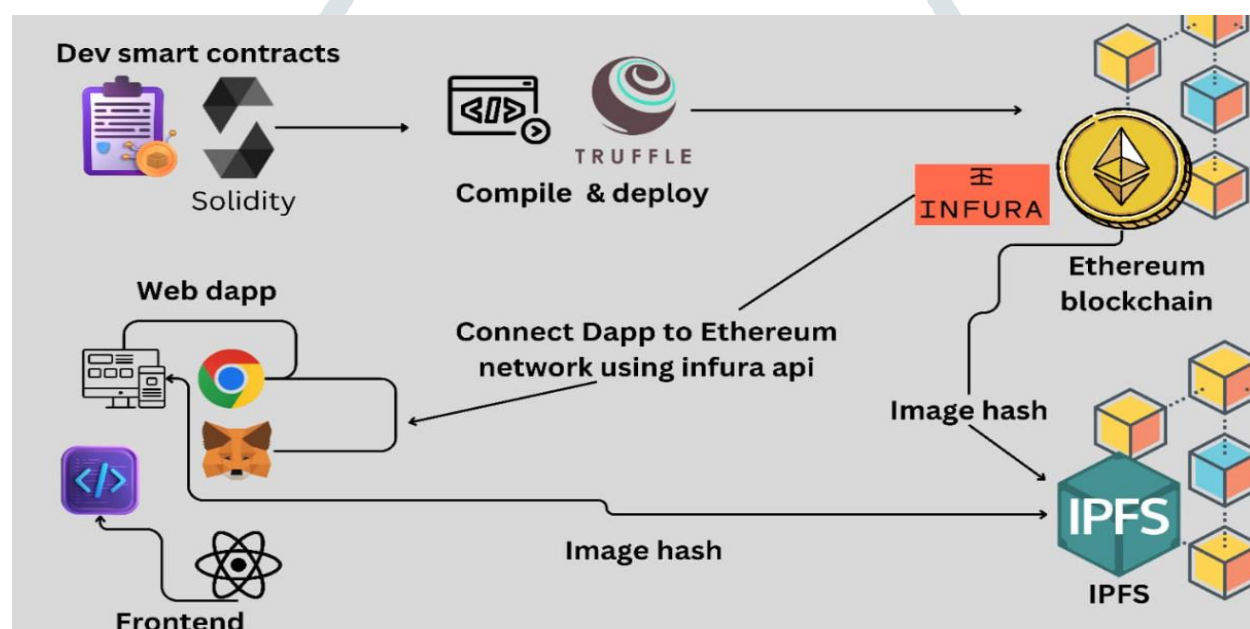 Dev smart contracts
Solidity
</>
TRUFFLE
Compile & deploy
INFURA
Ethereum
blockchain
Web dapp
Connect Dapp to Ethereum
network using infura api
Image hash
</>
IPFS
Image hash
IPFS
Frontend